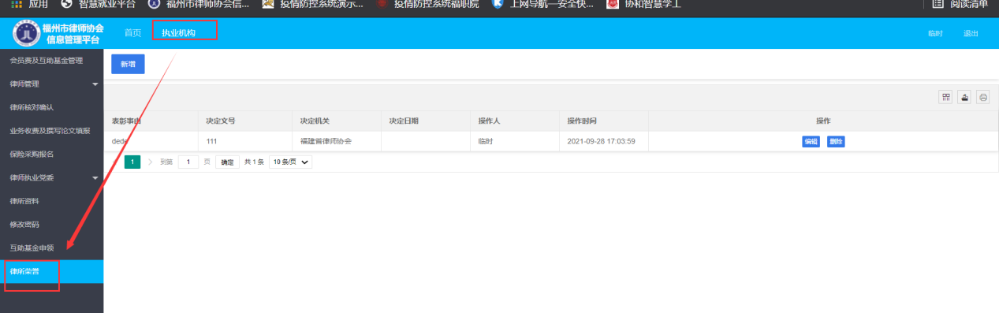 应用 智慧就业平台 福州市律师协会信... 疫情防控系统演示... 疫情防控系统福职院 上网导航—安全快... 协和智慧学工 阅读清单
福州市律师协会
信息管理平台
首页 执业机构 临时 退出
会员费及互助基金管理
律师管理
律所核对确认
业务收费及撰写论文填报
保险采购报名
律师执业党委
律所资料
修改密码
互助基金申领
律所荣誉
新增
表彰事由 决定文号 决定机关 决定日期 操作人 操作时间 操作
dede 111 福建省律师协会 临时 2021-09-28 17:03:59 编辑 删除
1 到第 1 页 确定 共 1 条 10 条/页